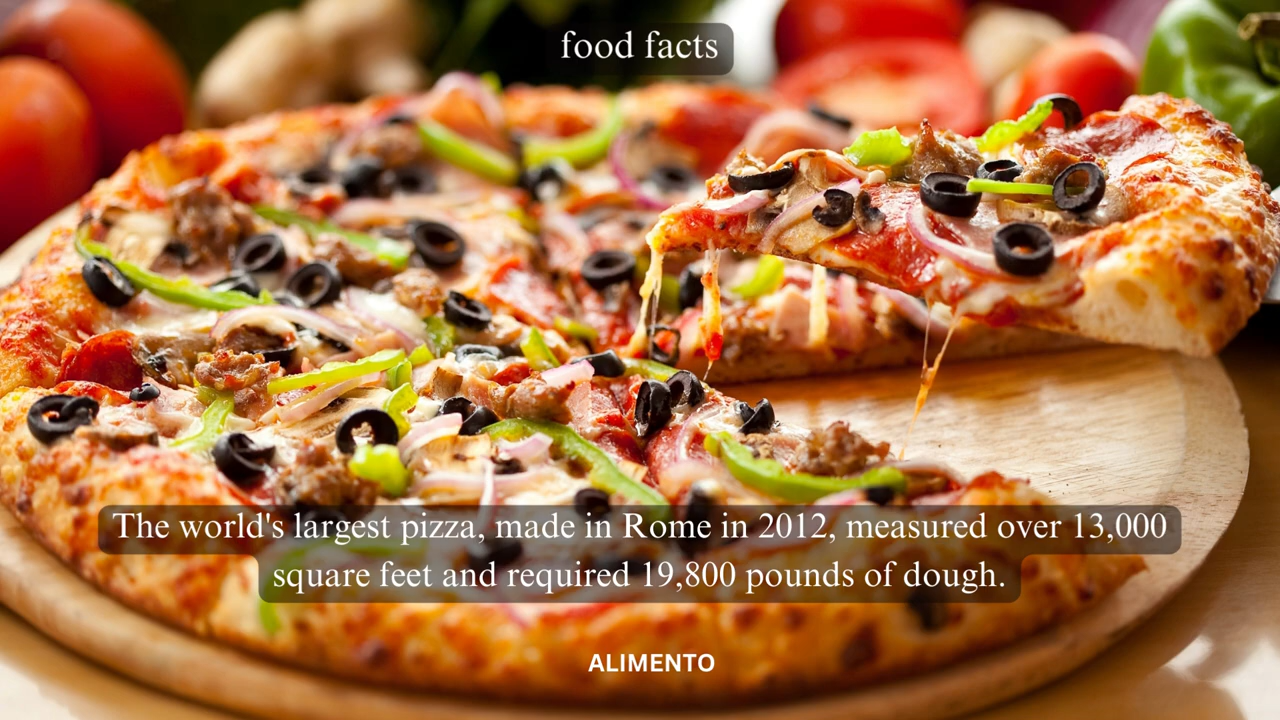 food facts
The world's largest pizza, made in Rome in 2012, measured over 13,000
square feet and required 19,800 pounds of dough.
ALIMENTO